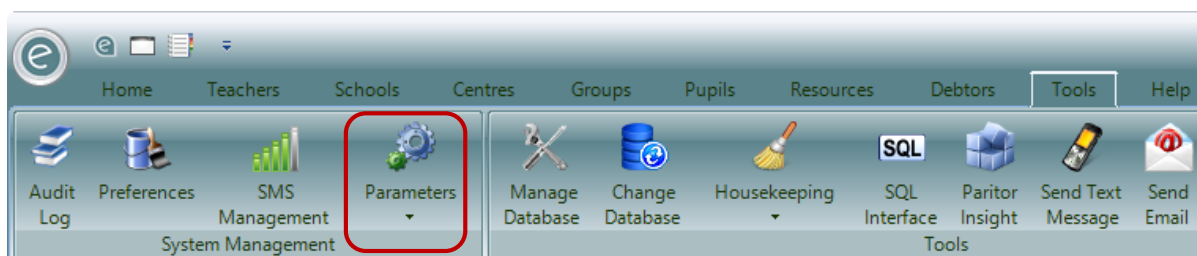 e
Home Teachers Schools Centres Groups Pupils Resources Debtors Tools Help
Audit Preferences SMS Parameters Manage Change Housekeeping SQL SQL Paritor Send Text Send
Log Management Database Database Interface Insight Message Email
System Management Tools